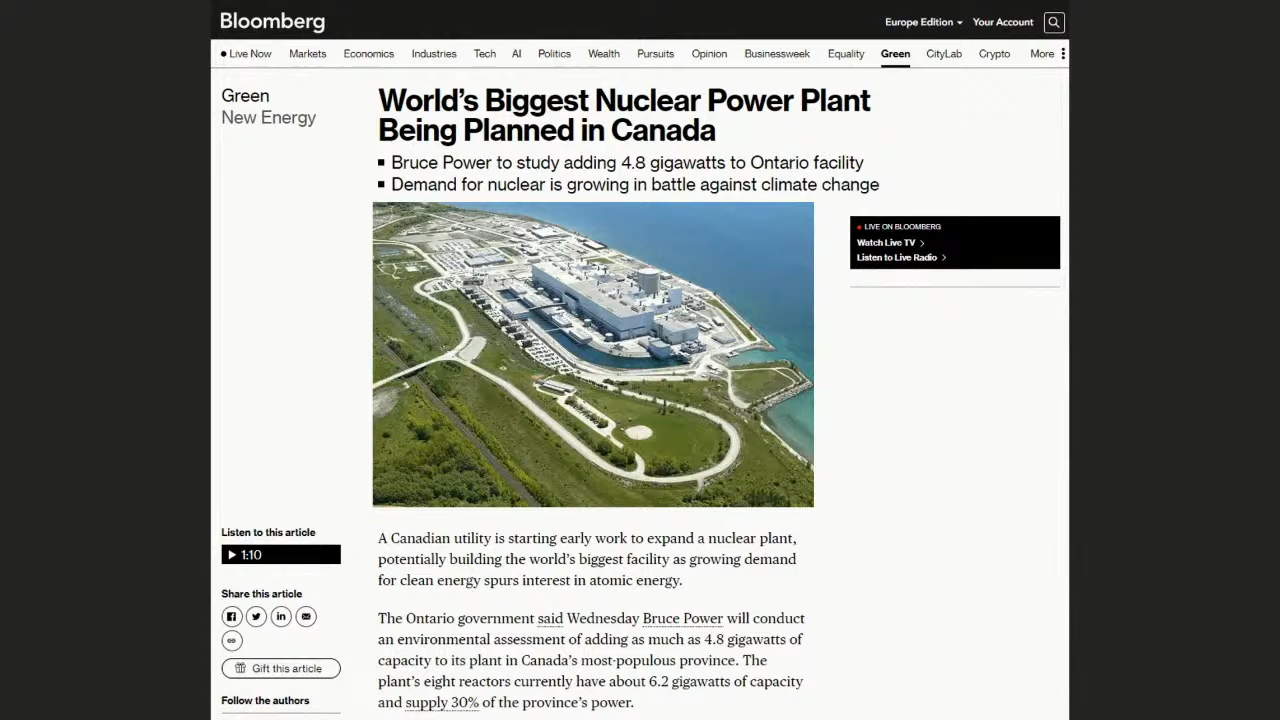 Bloomberg
Europe Edition
Your Account
Live Now Markets Economics Industries Tech AI Politics Wealth Pursuits Opinion Businessweek Equality Green CityLab Crypto More
Green
New Energy
World's Biggest Nuclear Power Plant
Being Planned in Canada
Bruce Power to study adding 4.8 gigawatts to Ontario facility
Demand for nuclear is growing in battle against climate change
LIVE ON BLOOMBERG
Watch Live TV
Listen to Live Radio
Listen to this article
1:10
Share this article
Gift this article
Follow the authors
A Canadian utility is starting early work to expand a nuclear plant,
potentially building the world's biggest facility as growing demand
for clean energy spurs interest in atomic energy.
The Ontario government said Wednesday Bruce Power will conduct
an environmental assessment of adding as much as 4.8 gigawatts of
capacity to its plant in Canada's most-populous province. The
plant's eight reactors currently have about 6.2 gigawatts of capacity
and supply 30% of the province's power.